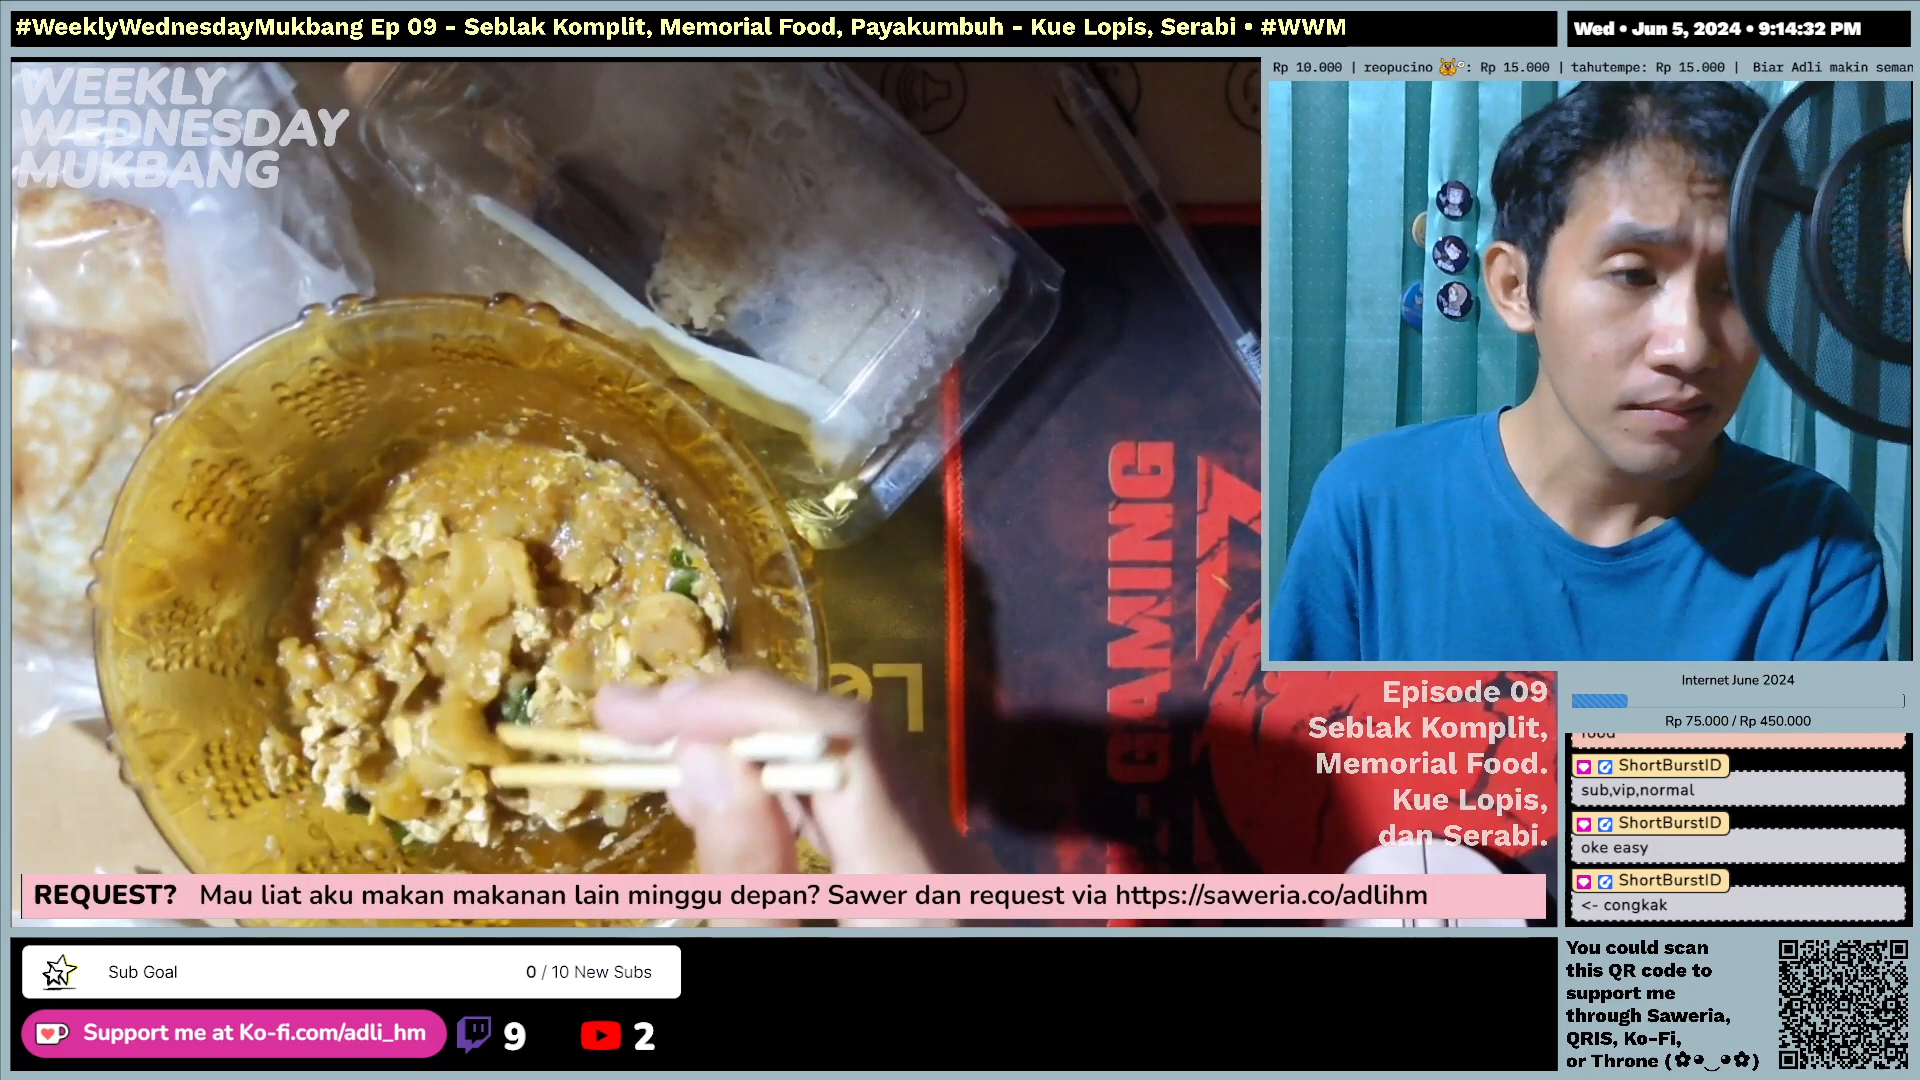 #WeeklyWednesdayMukbang Ep 09 - Seblak Komplit, Memorial Food, Payakumbuh - Kue Lopis, Serabi • #WWM
Wed • Jun 5, 2024 • 9:14:32 PM
Rp 10.000 | reopucino : Rp 15.000 | tahutempe: Rp 15.000 | Biar Adli makin seman
WEEKLY
WEDNESDAY
MUKBANG
GAMING
Le
Episode 09
Seblak Komplit,
Memorial Food.
Kue Lopis,
dan Serabi.
REQUEST? Mau liat aku makan makanan lain minggu depan? Sawer dan request via https://saweria.co/adlihm
Internet June 2024
Rp 75.000 / Rp 450.000
food
ShortBurstID
sub,vip,normal
ShortBurstID
oke easy
ShortBurstID
<- congkak
Sub Goal
0 / 10 New Subs
Support me at Ko-fi.com/adli_hm
9
2
You could scan
this QR code to
support me
through Saweria,
QRIS, Ko-Fi,
or Throne (✿•‿•✿)